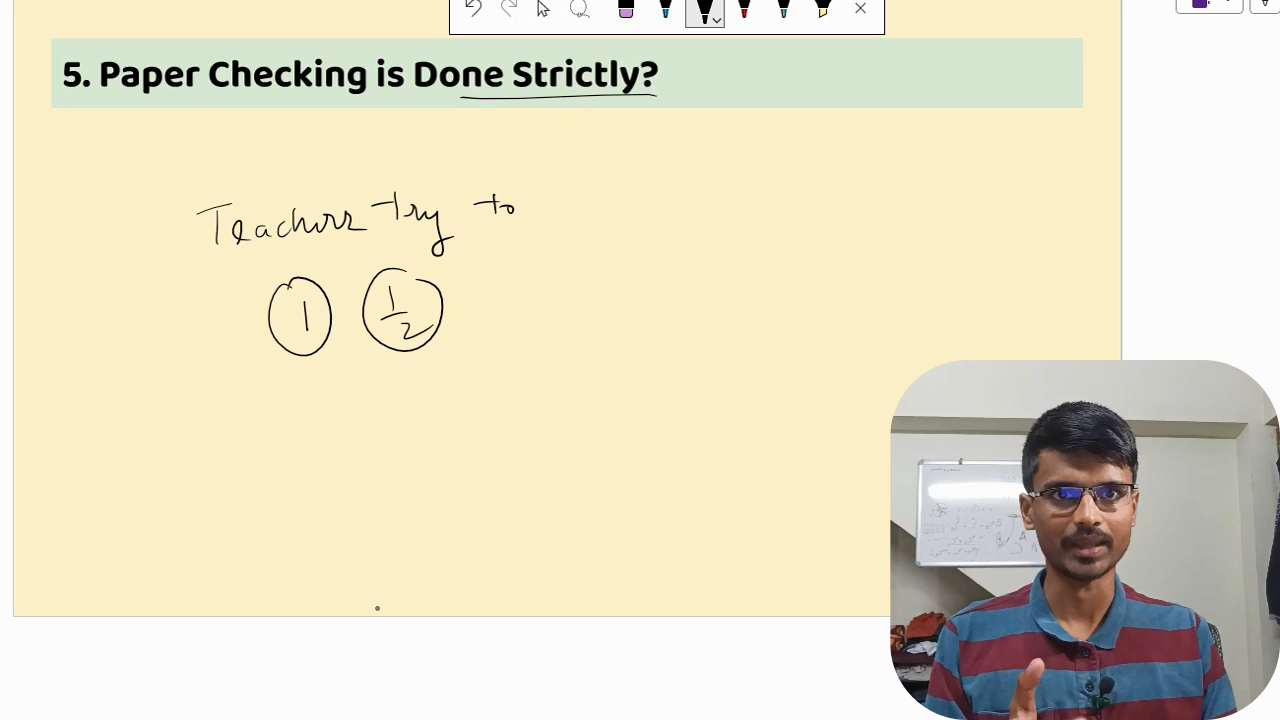 5. Paper Checking is Done Strictly?
Teachers try to
1 1/2